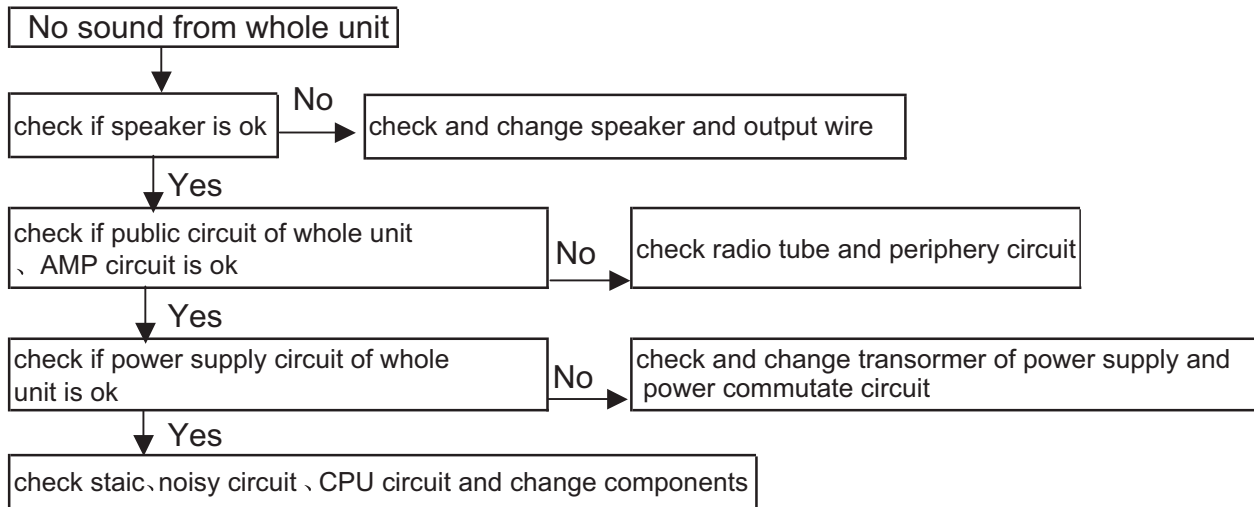 No sound from whole unit
check if speaker is ok
No
check and change speaker and output wire
Yes
check if public circuit of whole unit
、AMP circuit is ok
No
check radio tube and periphery circuit
Yes
check if power supply circuit of whole
unit is ok
No
check and change transormer of power supply and
power commutate circuit
Yes
check staic、noisy circuit 、CPU circuit and change components